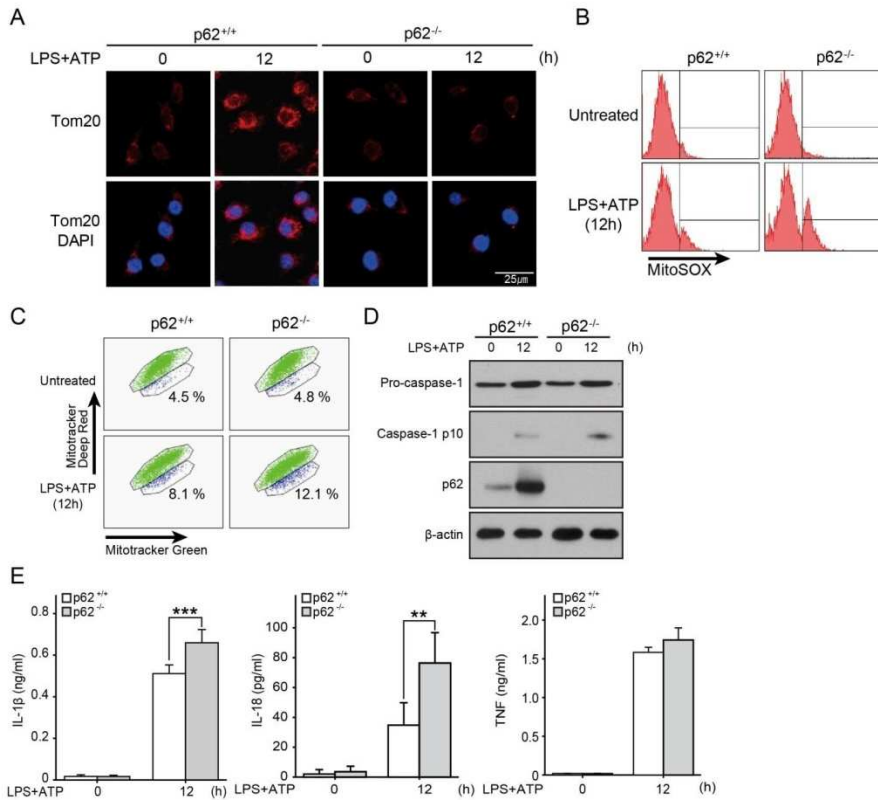 A
p62+/+ p62-/-
LPS+ATP 0 12 0 12 (h)
Tom20
Tom20
DAPI
25μm
B
p62+/+ p62-/-
Untreated
LPS+ATP
(12h)
MitoSOX
C
p62+/+ p62-/-
Untreated
4.5 % 4.8 %
Mitotracker
Deep Red
LPS+ATP
(12h)
8.1 % 12.1 %
Mitotracker Green
D
p62+/+ p62-/-
LPS+ATP 0 12 0 12 (h)
Pro-caspase-1
Caspase-1 p10
p62
β-actin
E
p62+/+
p62-/-
***
0.8
0.6
0.4
0.2
0
IL-1β (ng/ml)
LPS+ATP 0 12 (h)
p62+/+
p62-/-
**
100
80
60
40
20
0
IL-18 (pg/ml)
LPS+ATP 0 12 (h)
p62+/+
p62-/-
2.0
1.5
1.0
0.5
0
TNF (ng/ml)
LPS+ATP 0 12 (h)